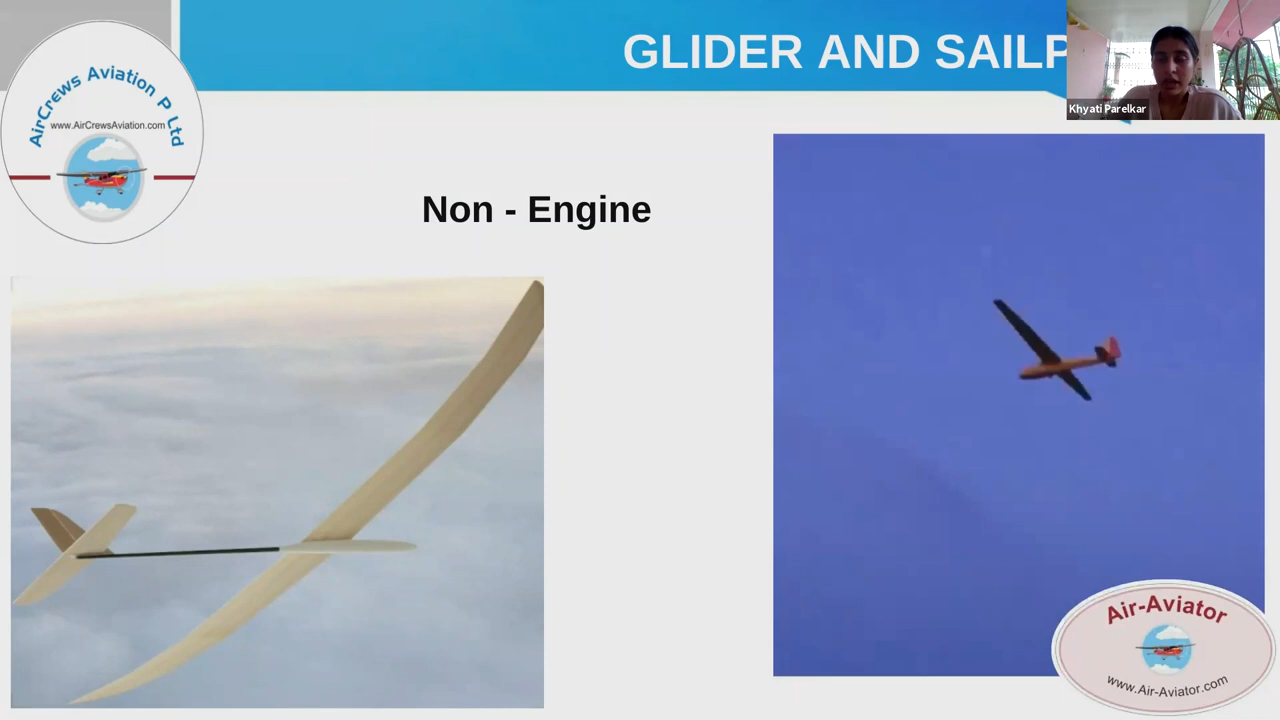 GLIDER AND SAILP
Khyati Parelkar
AirCrews Aviation P Ltd
www.AirCrewsAviation.com
Non - Engine
Air-Aviator
www.Air-Aviator.com